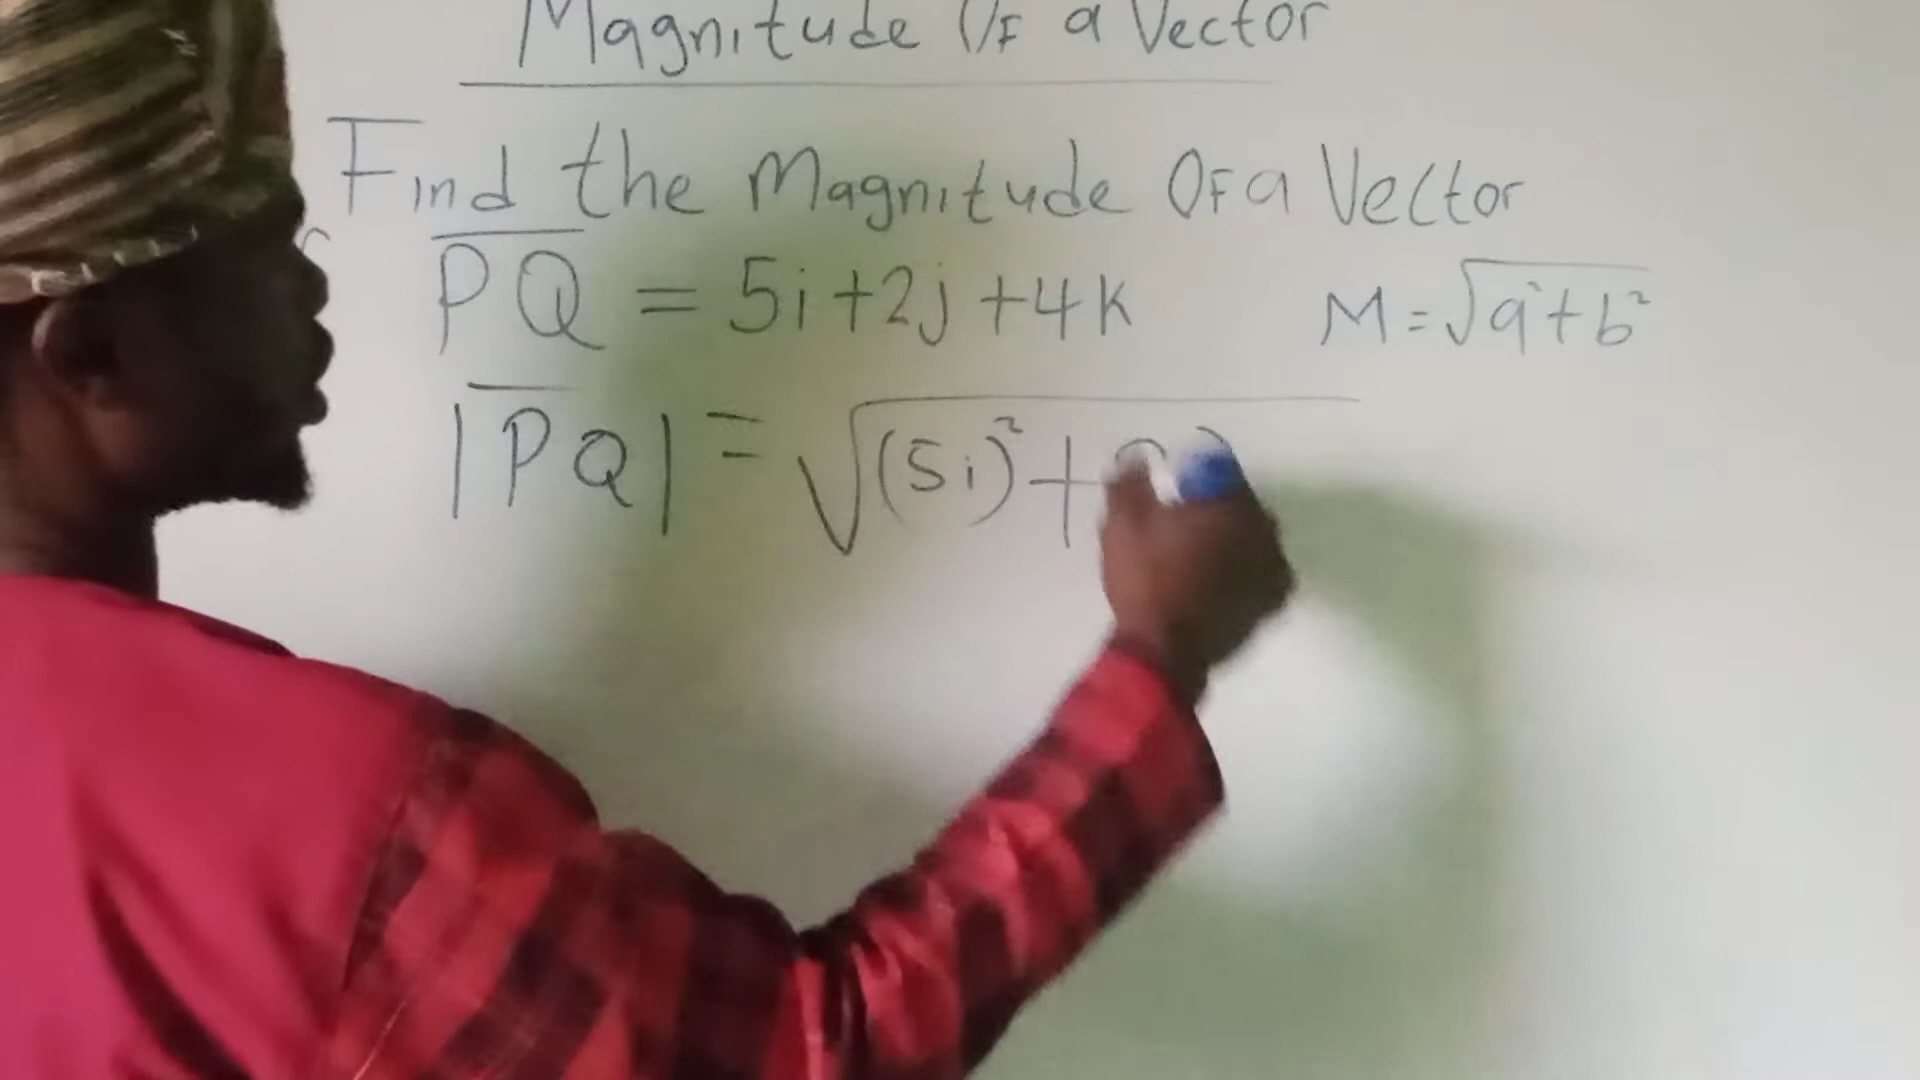 Magnitude OF a Vector
Find the Magnitude OF a Vector
PQ = 5i+2j+4k M = √a²+b²
|PQ| = √(5i)²+